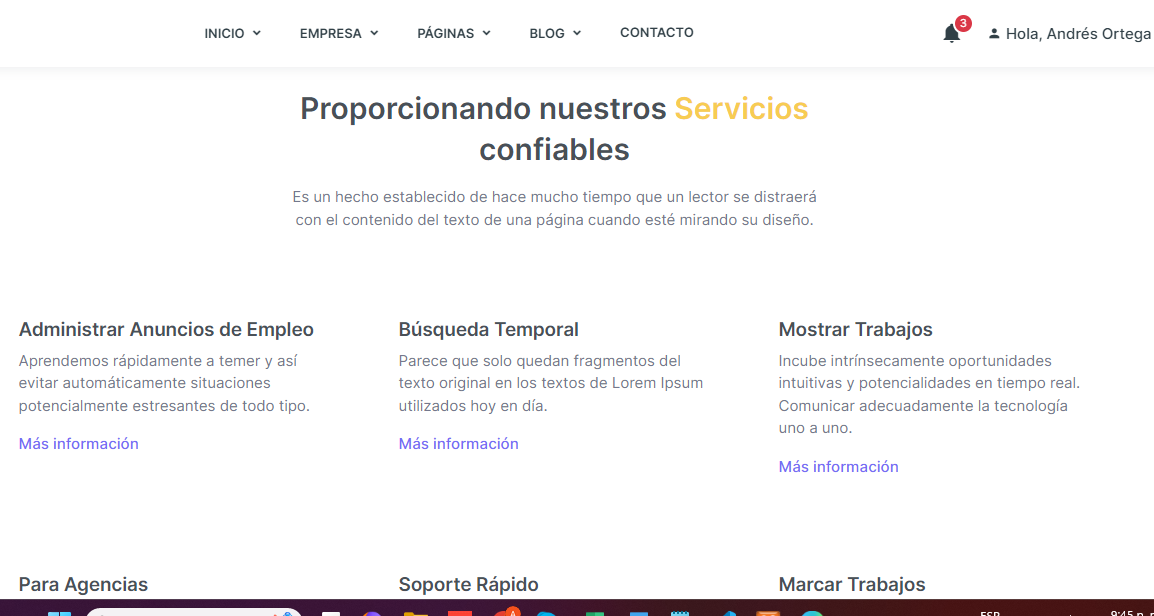 INICIO EMPRESA PÁGINAS BLOG CONTACTO 3 Hola, Andrés Ortega
Proporcionando nuestros Servicios
confiables
Es un hecho establecido de hace mucho tiempo que un lector se distraerá
con el contenido del texto de una página cuando esté mirando su diseño.
Administrar Anuncios de Empleo
Aprendemos rápidamente a temer y así
evitar automáticamente situaciones
potencialmente estresantes de todo tipo.
Más información
Búsqueda Temporal
Parece que solo quedan fragmentos del
texto original en los textos de Lorem Ipsum
utilizados hoy en día.
Más información
Mostrar Trabajos
Incube intrínsecamente oportunidades
intuitivas y potencialidades en tiempo real.
Comunicar adecuadamente la tecnología
uno a uno.
Más información
Para Agencias
Soporte Rápido
Marcar Trabajos